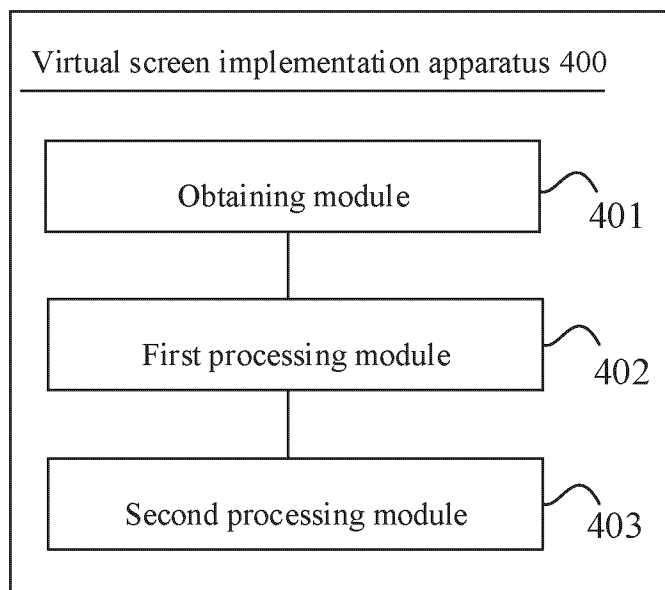 Virtual screen implementation apparatus 400
Obtaining module
401
First processing module
402
Second processing module
403